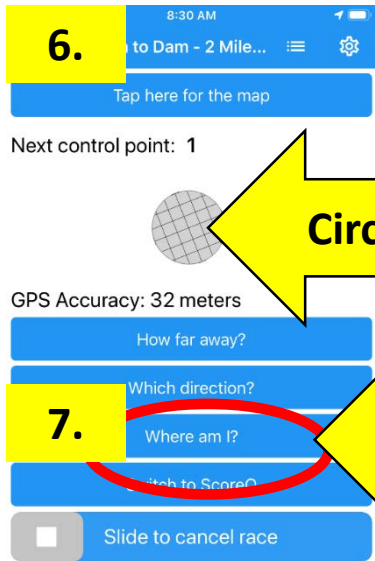 8:30 AM
6.
to Dam - 2 Mile...
Tap here for the map
Next control point: 1
Circ
GPS Accuracy: 32 meters
How far away?
Which direction?
7.
Where am I?
Switch to ScoreO
Slide to cancel race